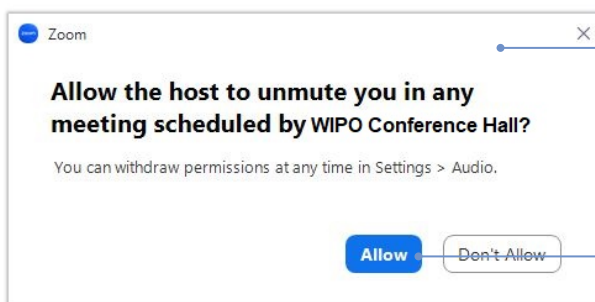 Zoom
Allow the host to unmute you in any
meeting scheduled by WIPO Conference Hall?
You can withdraw permissions at any time in Settings > Audio.
Allow Don't Allow